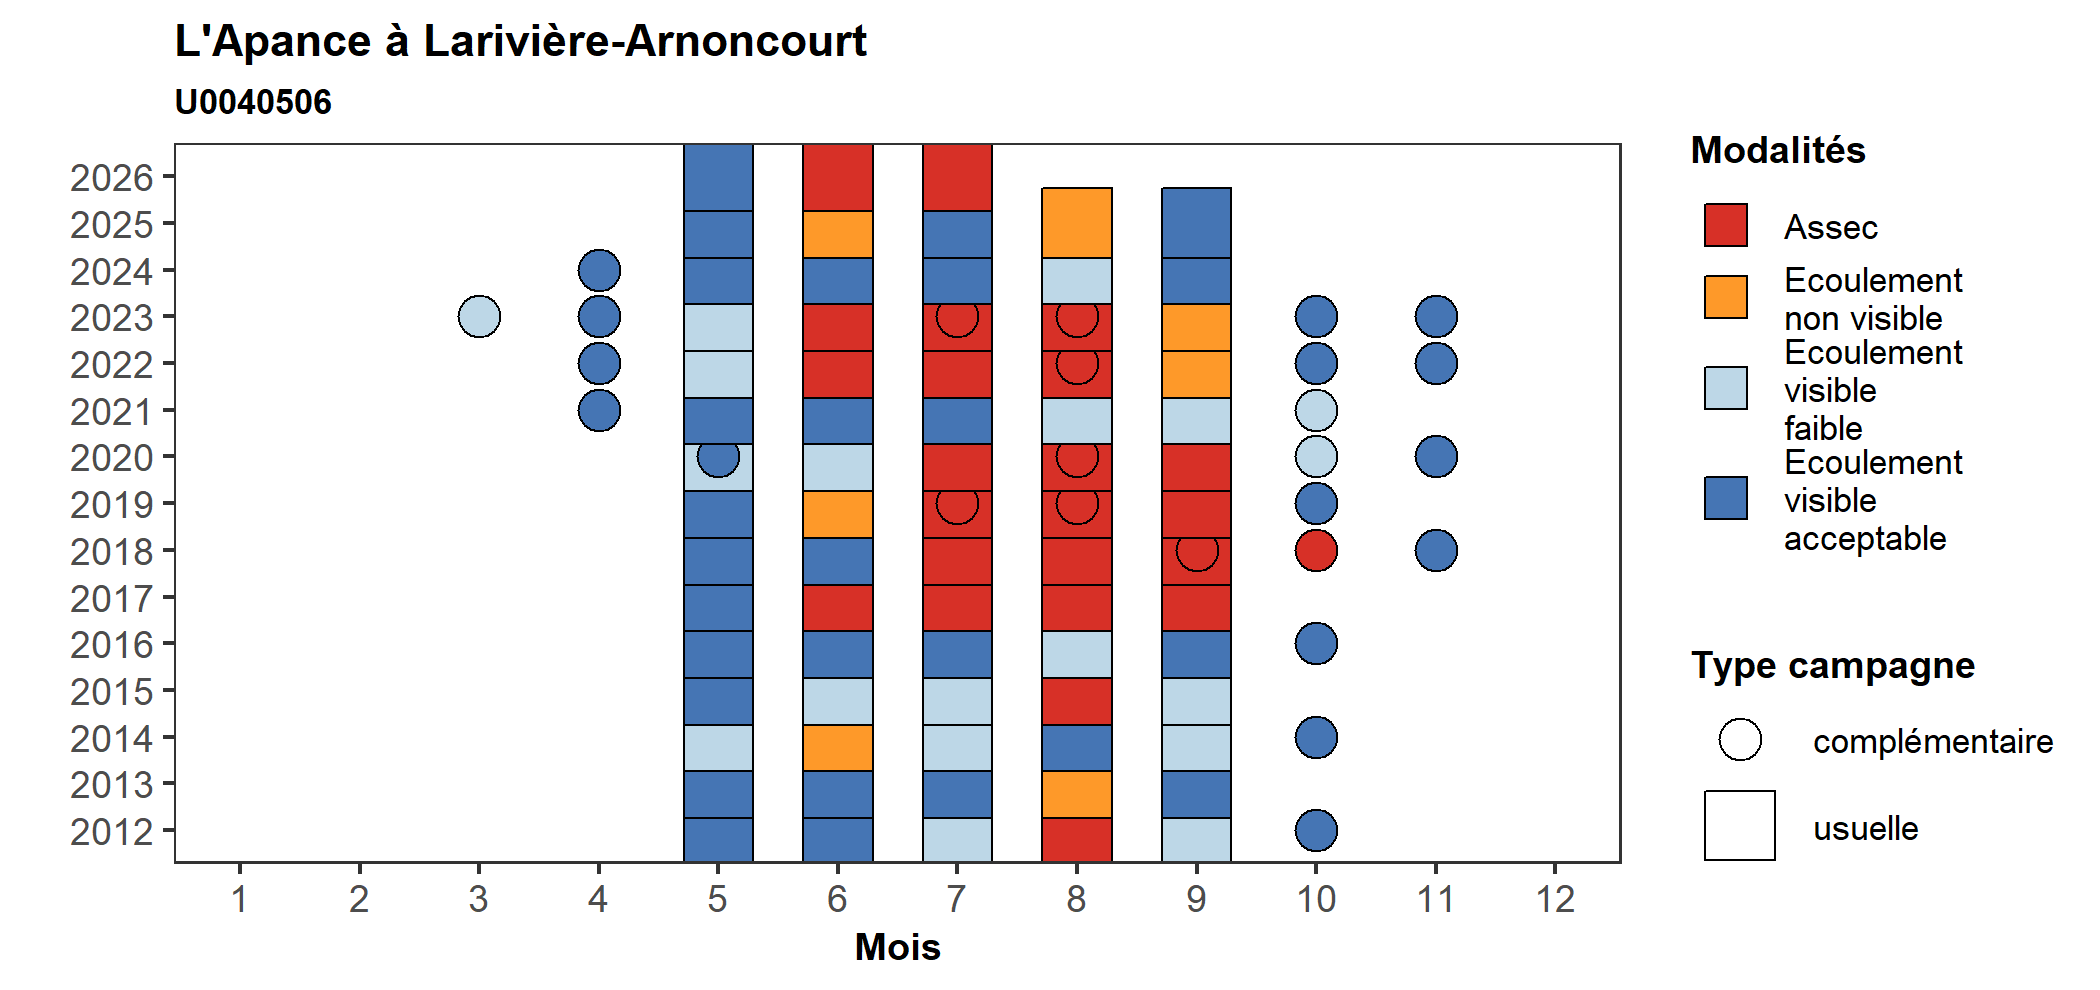 L'Apance à Larivière-Arnoncourt
U0040506
2026
2025
2024
2023
2022
2021
2020
2019
2018
2017
2016
2015
2014
2013
2012
1 2 3 4 5 6 7 8 9 10 11 12
Mois
Modalités
Assec
Ecoulement
non visible
Ecoulement
visible
faible
Ecoulement
visible
acceptable
Type campagne
complémentaire
usuelle